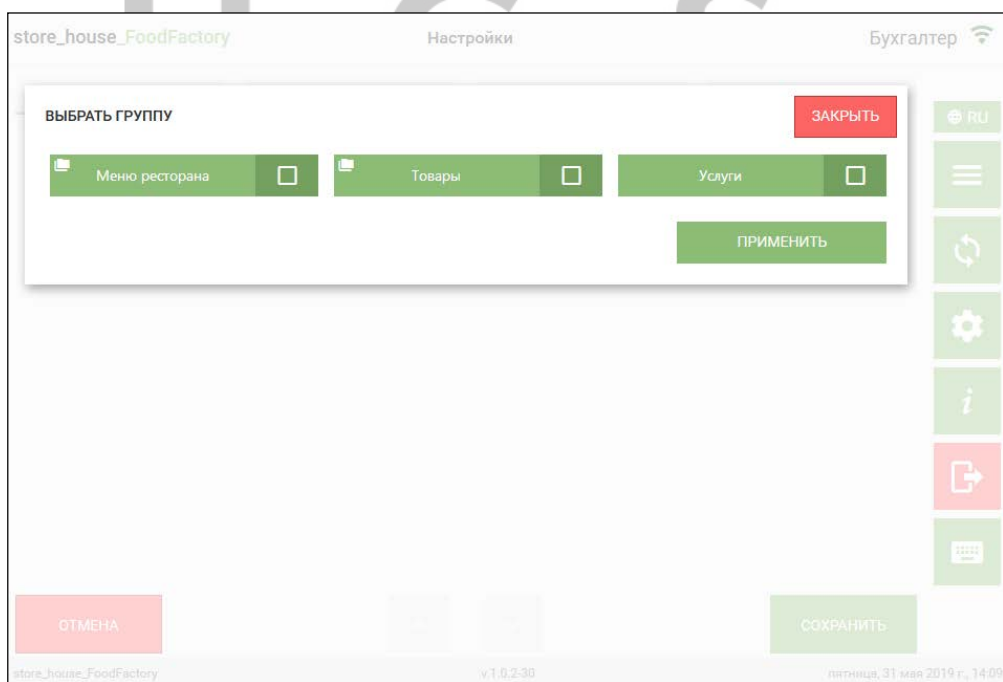 store_house_FoodFactory Настройки Бухгалтер
ВЫБРАТЬ ГРУППУ ЗАКРЫТЬ
RU
Меню ресторана Товары Услуги
ПРИМЕНИТЬ
ОТМЕНА СОХРАНИТЬ
store_house_FoodFactory v.1.0.2-30 пятница, 31 мая 2019 г., 14:09